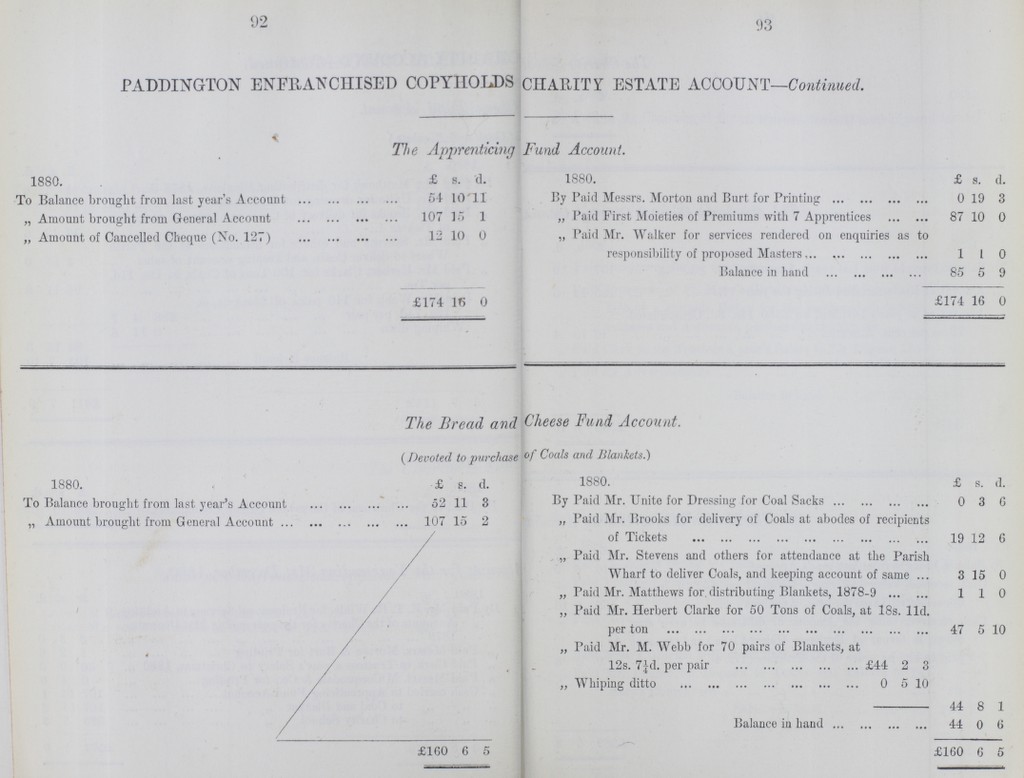 92
93
PADDINGTON ENFRANCHISED COPYHOLDS CHARITY ESTATE ACCOUNT—Continued.
The Apprenticing Fund Account.
1880. £ s. d.
To Balance brought from last year's Account ... ... ... ... 54 10 11
„ Amount brought from General Account ... ... ... ... 107 15 1
„ Amount of Cancelled Cheque (No. 127) ... ... ... ... 12 10 0
£174 16 0
1880. £ s. d.
By Paid Messrs. Morton and Burt for Printing ... ... ... ... 0 19 3
„ Paid First Moieties of Premiums with 7 Apprentices ... ... 87 10 0
„ Paid Mr. Walker for services rendered on enquiries as to
responsibility of proposed Masters ... ... ... ... ... 1 1 0
Balance in hand ... ... ... ... 85 5 9
£174 16 0
The Bread and Cheese Fund Account.
(Devoted to purchase of Coals and Blankets.)
1880. £ s. d.
To Balance brought from last year's Account ... ... ... ... 52 11 3
„ Amount brought from General Account ... ... ... ... ... 107 15 2
£160 6 5
1880. £ s. d.
By Paid Mr. Unite for Dressing for Coal Sacks ... ... ... ... 0 3 6
„ Paid Mr. Brooks for delivery of Coals at abodes of recipients
of Tickets ... ... ... ... ... ... ... ... ... 19 12 6
„ Paid Mr. Stevens and others for attendance at the Parish
Wharf to deliver Coals, and keeping account of same ... 3 15 0
„ Paid Mr. Matthews for distributing Blankets, 1878-9 ... ... 1 1 0
„ Paid Mr. Herbert Clarke for 50 Tons of Coals, at 18s. 11d.
per ton ... ... ... ... ... ... ... ... ... ... 47 5 10
„ Paid Mr. M. Webb for 70 pairs of Blankets, at
12s. 7¼d. per pair ... ... ... ... ... £44 2 3
„ Whiping ditto ... ... ... ... ... ... ... 0 5 10
44 8 1
Balance in hand ... ... ... ... 44 0 6
£160 6 5